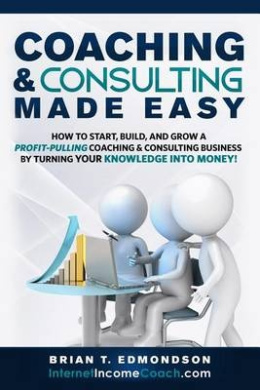 COACHING
& CONSULTING
MADE EASY
HOW TO START, BUILD, AND GROW A
PROFIT-PULLING COACHING & CONSULTING BUSINESS
BY TURNING YOUR KNOWLEDGE INTO MONEY!
BRIAN T. EDMONDSON
InternetIncomeCoach.com